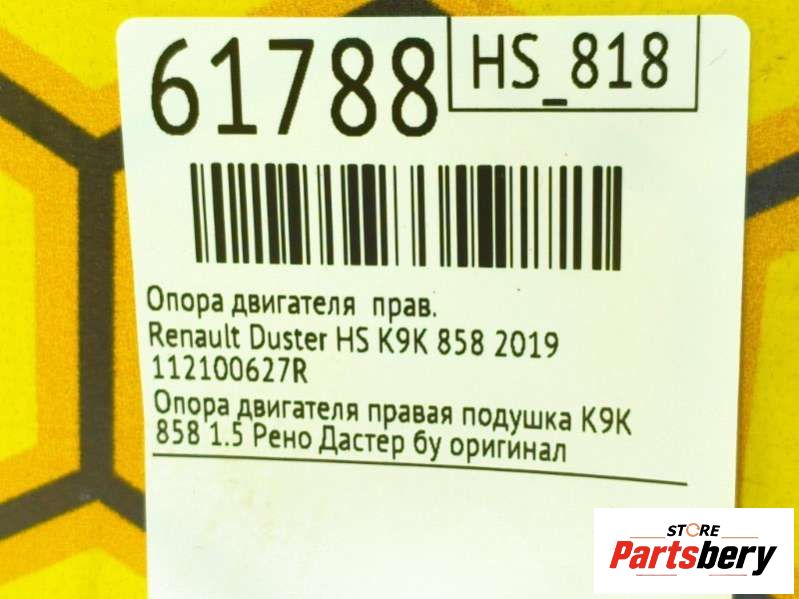 61788
HS_818
Опора двигателя прав.
Renault Duster HS K9K 858 2019
112100627R
Опора двигателя правая подушка K9K
858 1.5 Рено Дастер бу оригинал
STORE
Partsbery